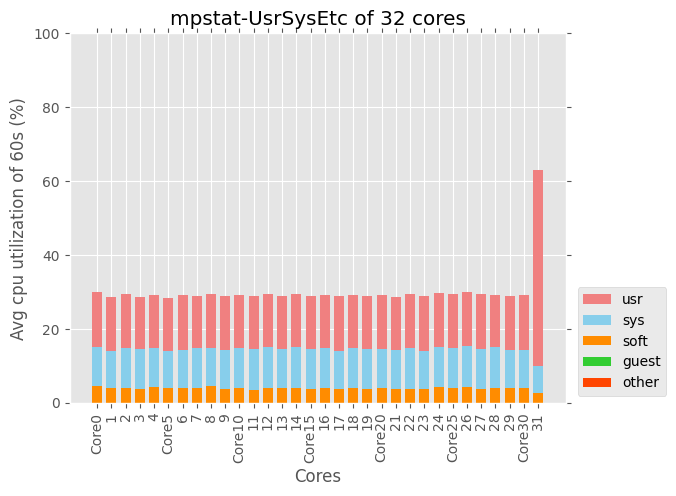 mpstat-UsrSysEtc of 32 cores
Avg cpu utilization of 60s (%)
100
80
60
40
20
0
Core0
1
2
3
4
Core5
6
7
8
9
Core10
11
12
13
14
Core15
16
17
18
19
Core20
21
22
23
24
Core25
26
27
28
29
Core30
31
Cores
usr
sys
soft
guest
other